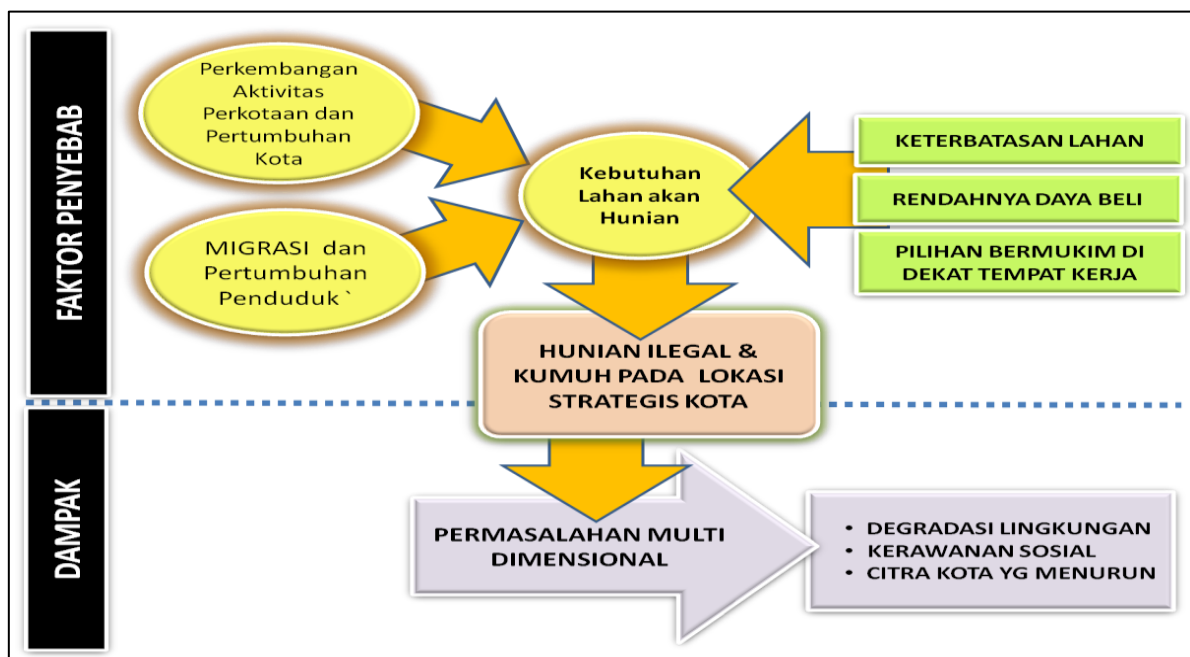 FAKTOR PENYEBAB
Perkembangan
Aktivitas
Perkotaan dan
Pertumbuhan
Kota
MIGRASI dan
Pertumbuhan
Penduduk `
Kebutuhan
Lahan akan
Hunian
KETERBATASAN LAHAN
RENDAHNYA DAYA BELI
PILIHAN BERMUKIM DI
DEKAT TEMPAT KERJA
HUNIAN ILEGAL &
KUMUH PADA LOKASI
STRATEGIS KOTA
DAMPAK
PERMASALAHAN MULTI
DIMENSIONAL
• DEGRADASI LINGKUNGAN
• KERAWANAN SOSIAL
• CITRA KOTA YG MENURUN